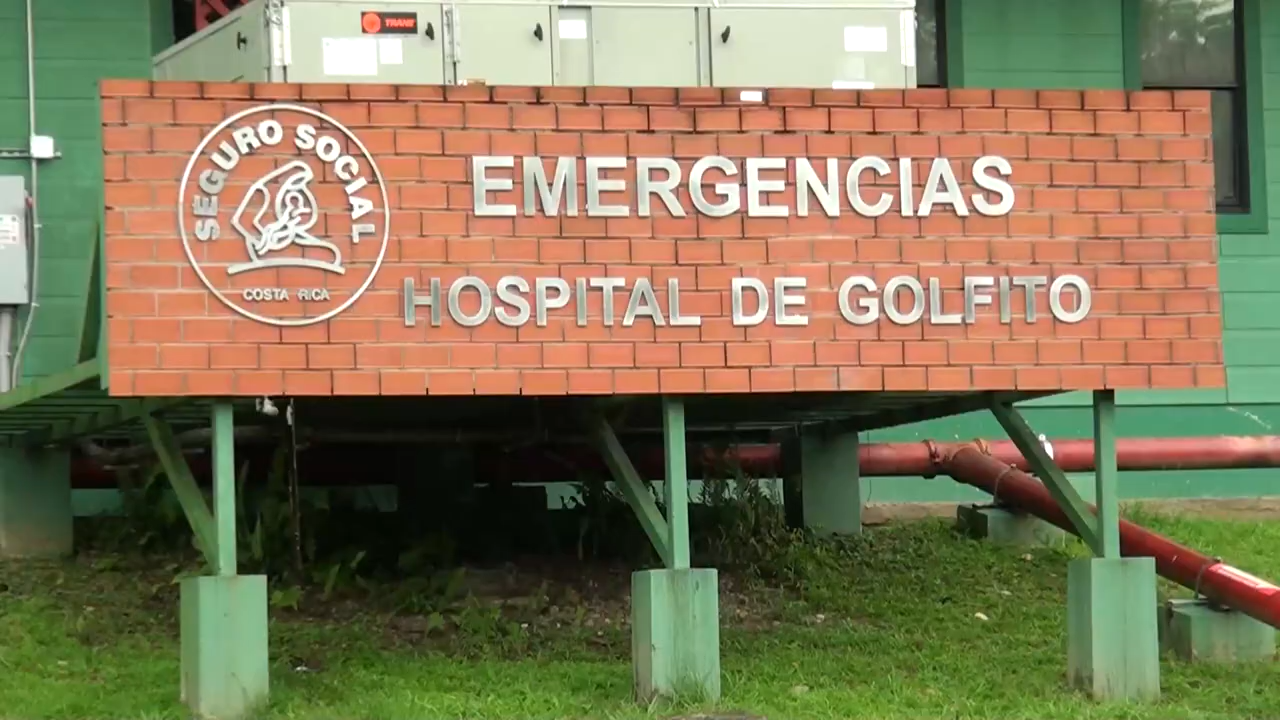 TRANE
SEGURO SOCIAL
COSTA RICA
EMERGENCIAS
HOSPITAL DE GOLFITO